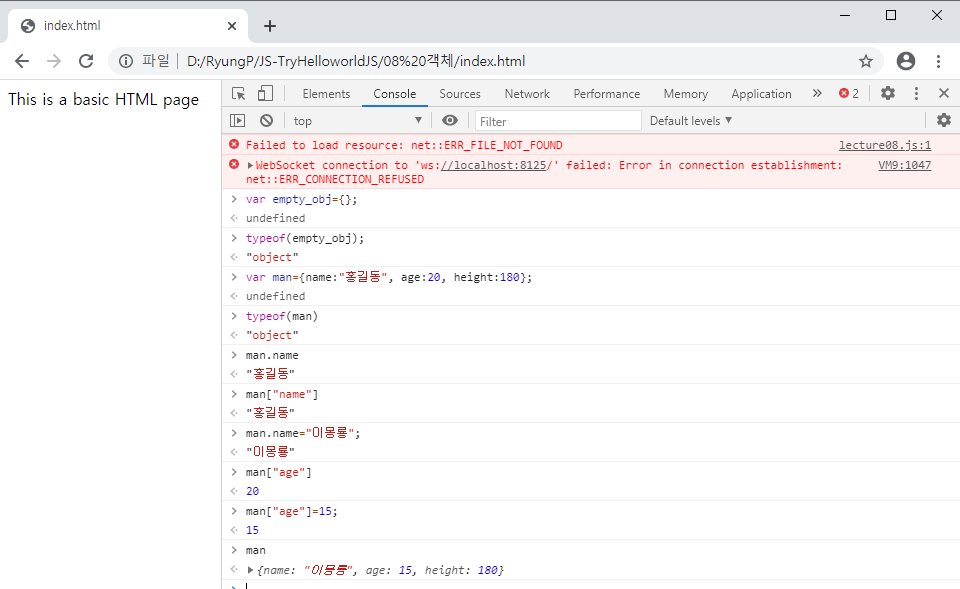 index.html
파일 D:/RyungP/JS-TryHelloworldJS/08%20객체/index.html
This is a basic HTML page
Elements Console Sources Network Performance Memory Application » 2
top Filter Default levels
Failed to load resource: net::ERR_FILE_NOT_FOUND lecture08.js:1
WebSocket connection to 'ws://localhost:8125/' failed: Error in connection establishment: VM9:1047
net::ERR_CONNECTION_REFUSED
var empty_obj={};
undefined
typeof(empty_obj);
"object"
var man={name:"홍길동", age:20, height:180};
undefined
typeof(man)
"object"
man.name
"홍길동"
man["name"]
"홍길동"
man.name="이몽룡";
"이몽룡"
man["age"]
20
man["age"]=15;
15
man
{name: "이몽룡", age: 15, height: 180}